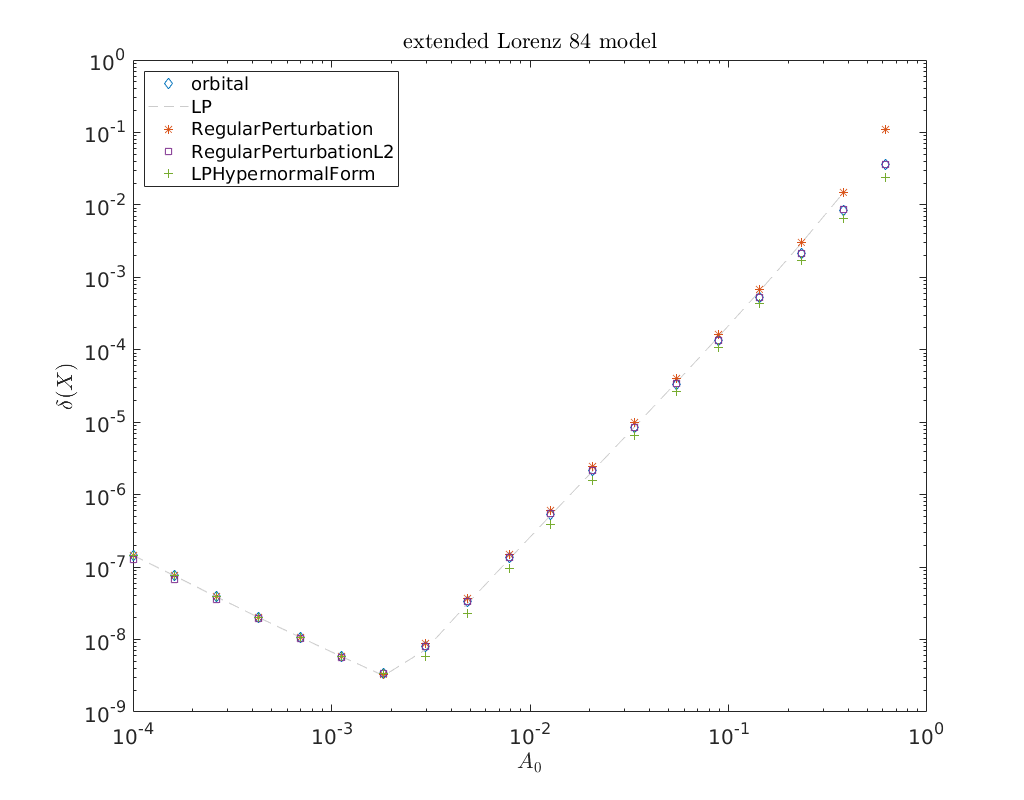 extended Lorenz 84 model
10^0
10^-1
10^-2
10^-3
10^-4
10^-5
10^-6
10^-7
10^-8
10^-9
δ(X)
orbital
LP
RegularPerturbation
RegularPerturbationL2
LPHypernormalForm
10^-4 10^-3 10^-2 10^-1 10^0
A_0